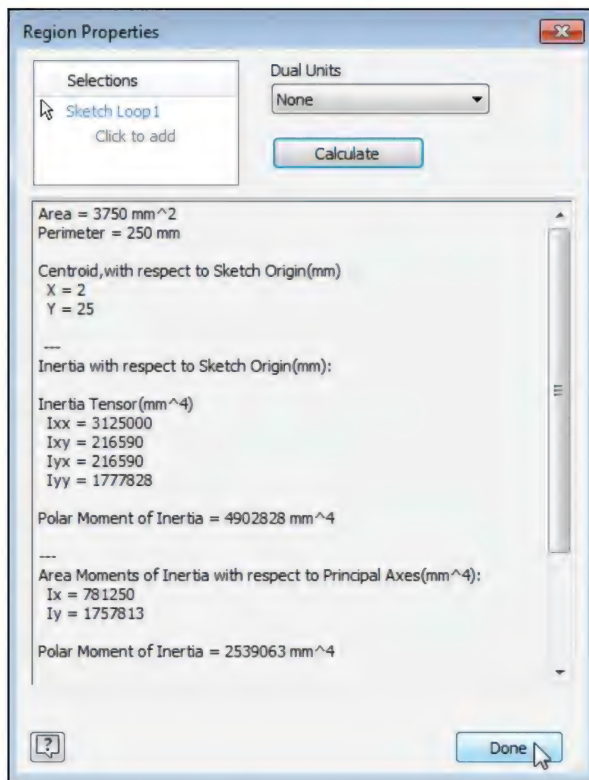 Region Properties
Selections
Sketch Loop1
Click to add
Dual Units
None
Calculate
Area = 3750 mm^2
Perimeter = 250 mm
Centroid,with respect to Sketch Origin(mm)
X = 2
Y = 25
---
Inertia with respect to Sketch Origin(mm):
Inertia Tensor(mm^4)
Ixx = 3125000
Ixy = 216590
Iyx = 216590
Iyy = 1777828
Polar Moment of Inertia = 4902828 mm^4
---
Area Moments of Inertia with respect to Principal Axes(mm^4):
Ix = 781250
Iy = 1757813
Polar Moment of Inertia = 2539063 mm^4
?
Done